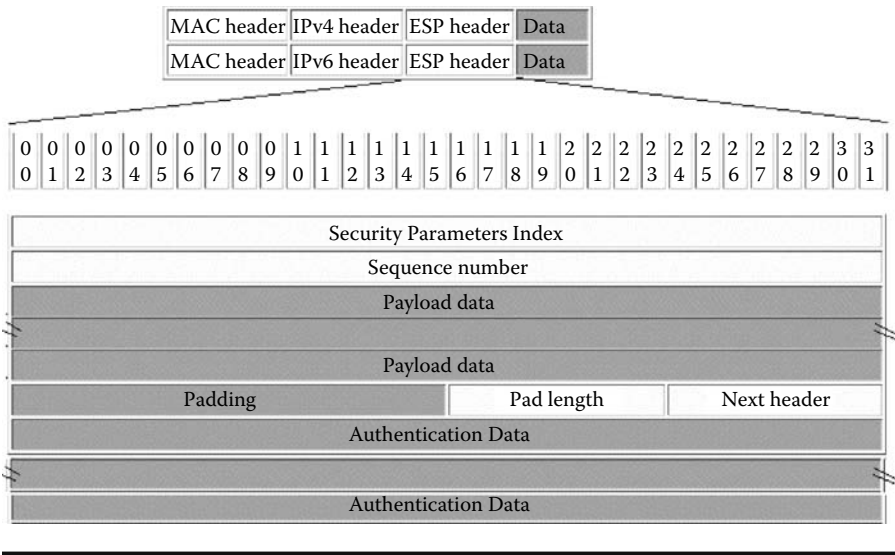 MAC header IPv4 header ESP header Data
MAC header IPv6 header ESP header Data
0 0 0 0 0 0 0 0 0 0 1 1 1 1 1 1 1 1 1 1 2 2 2 2 2 2 2 2 2 2 3 3
0 1 2 3 4 5 6 7 8 9 0 1 2 3 4 5 6 7 8 9 0 1 2 3 4 5 6 7 8 9 0 1
Security Parameters Index
Sequence number
Payload data
Payload data
Padding Pad length Next header
Authentication Data
Authentication Data